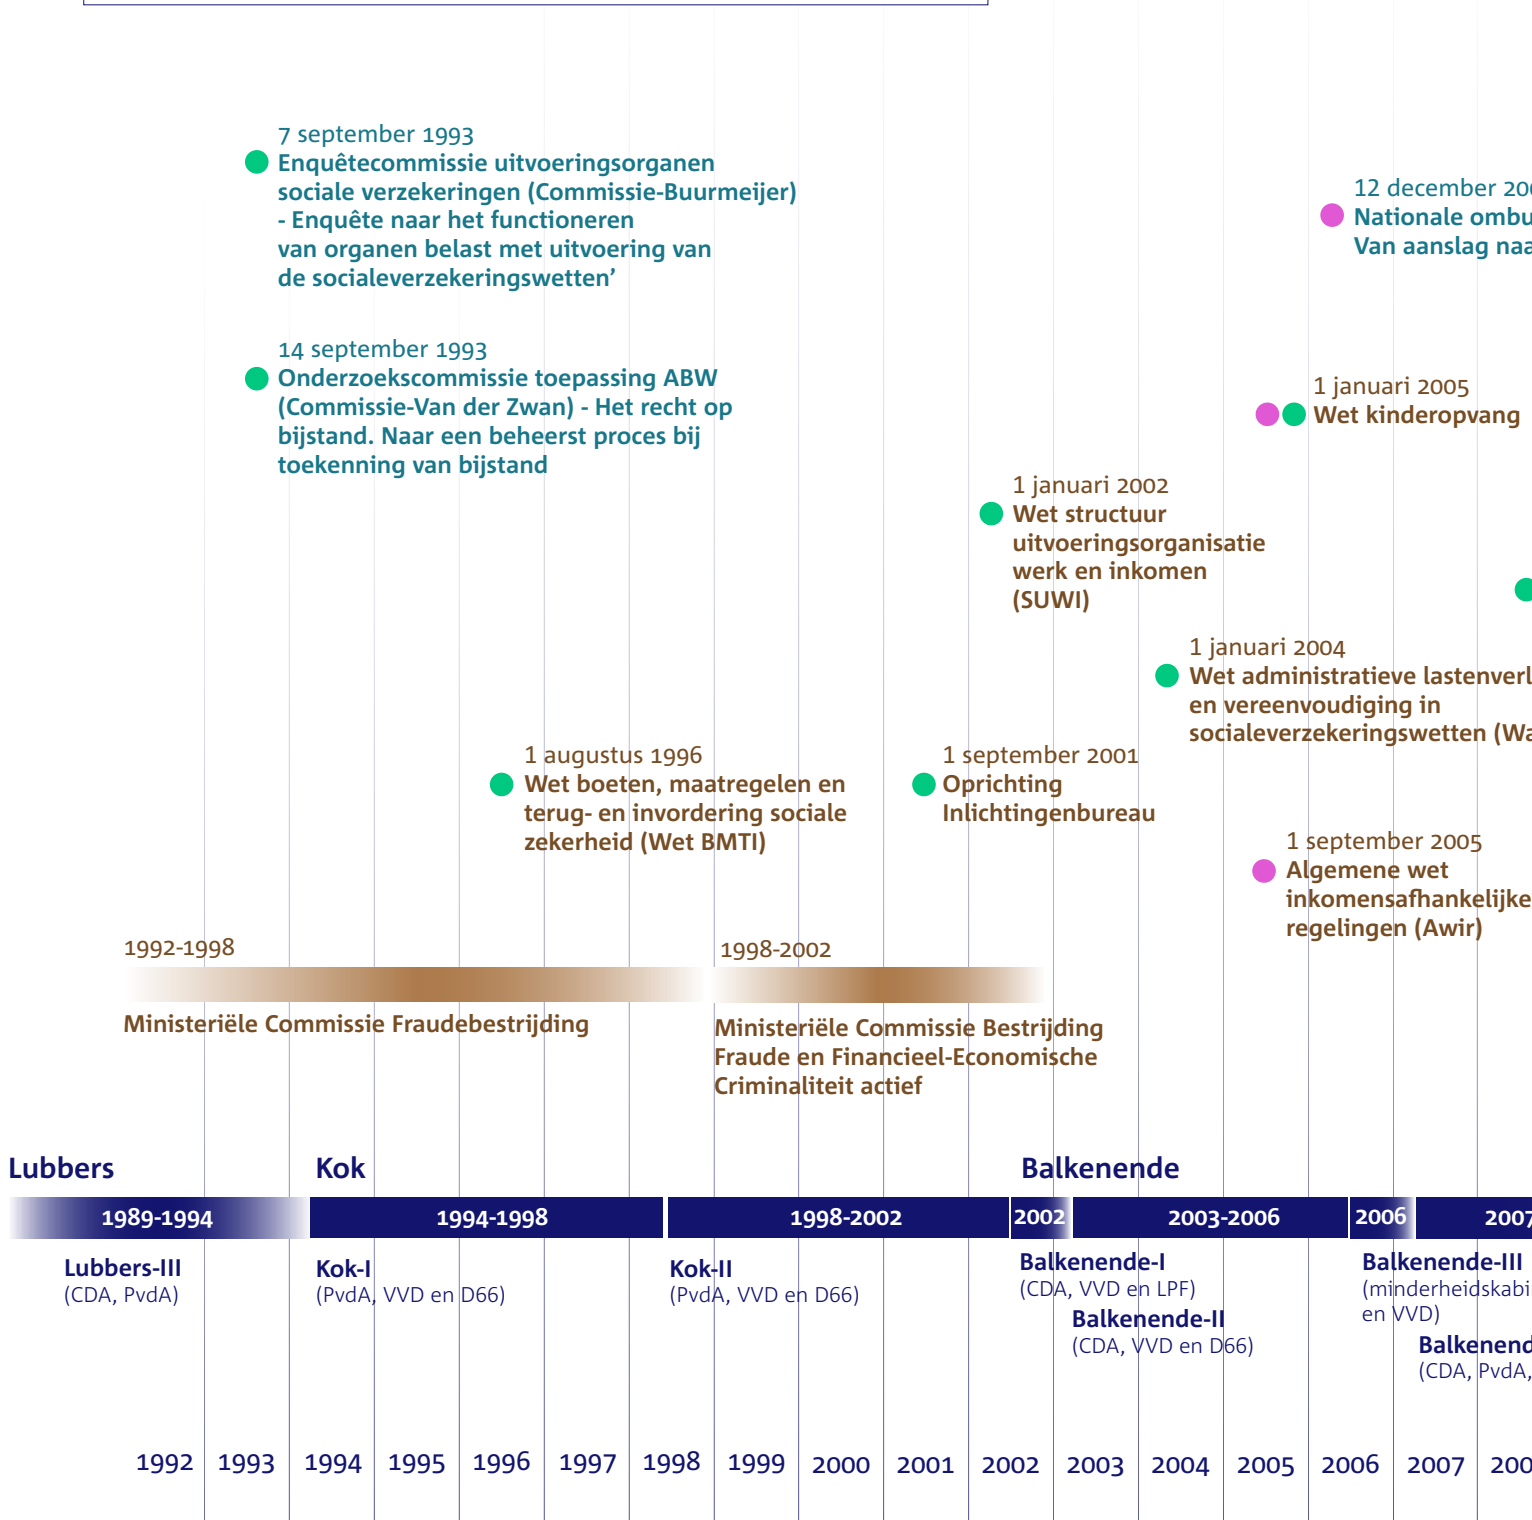 7 september 1993
Enquêtecommissie uitvoeringsorganen
sociale verzekeringen (Commissie-Buurmeijer)
- Enquête naar het functioneren
van organen belast met uitvoering van
de socialeverzekeringswetten’
12 december
Nationale
Van aanslag
14 september 1993
Onderzoekscommissie toepassing ABW
(Commissie-Van der Zwan) - Het recht op
bijstand. Naar een beheerst proces bij
toekenning van bijstand
1 januari 2005
Wet kinderopvang
1 januari 2002
Wet structuur
uitvoeringsorganisatie
werk en inkomen
(SUWI)
1 januari 2004
Wet administratieve
en vereenvoudiging in
socialeverzekeringswetten
1 augustus 1996
Wet boeten, maatregelen en
terug- en invordering sociale
zekerheid (Wet BMTI)
1 september 2001
Oprichting
Inlichtingenbureau
1 september 2005
Algemene wet
inkomensafhankelijke
regelingen (Awir)
1992-1998
Ministeriële Commissie Fraudebestrijding
1998-2002
Ministeriële Commissie Bestrijding
Fraude en Financieel-Economische
Criminaliteit actief
Lubbers
Kok
Balkenende
1989-1994
1994-1998
1998-2002
2002
2003-2006
2006
2007
Lubbers-III
(CDA, PvdA)
Kok-I
(PvdA, VVD en D66)
Kok-II
(PvdA, VVD en D66)
Balkenende-I
(CDA, VVD en LPF)
Balkenende-II
(CDA, VVD en D66)
Balkenende-III
en VVD)
(CDA, PvdA,
1992 1993 1994 1995 1996 1997 1998 1999 2000 2001 2002 2003 2004 2005 2006 2007